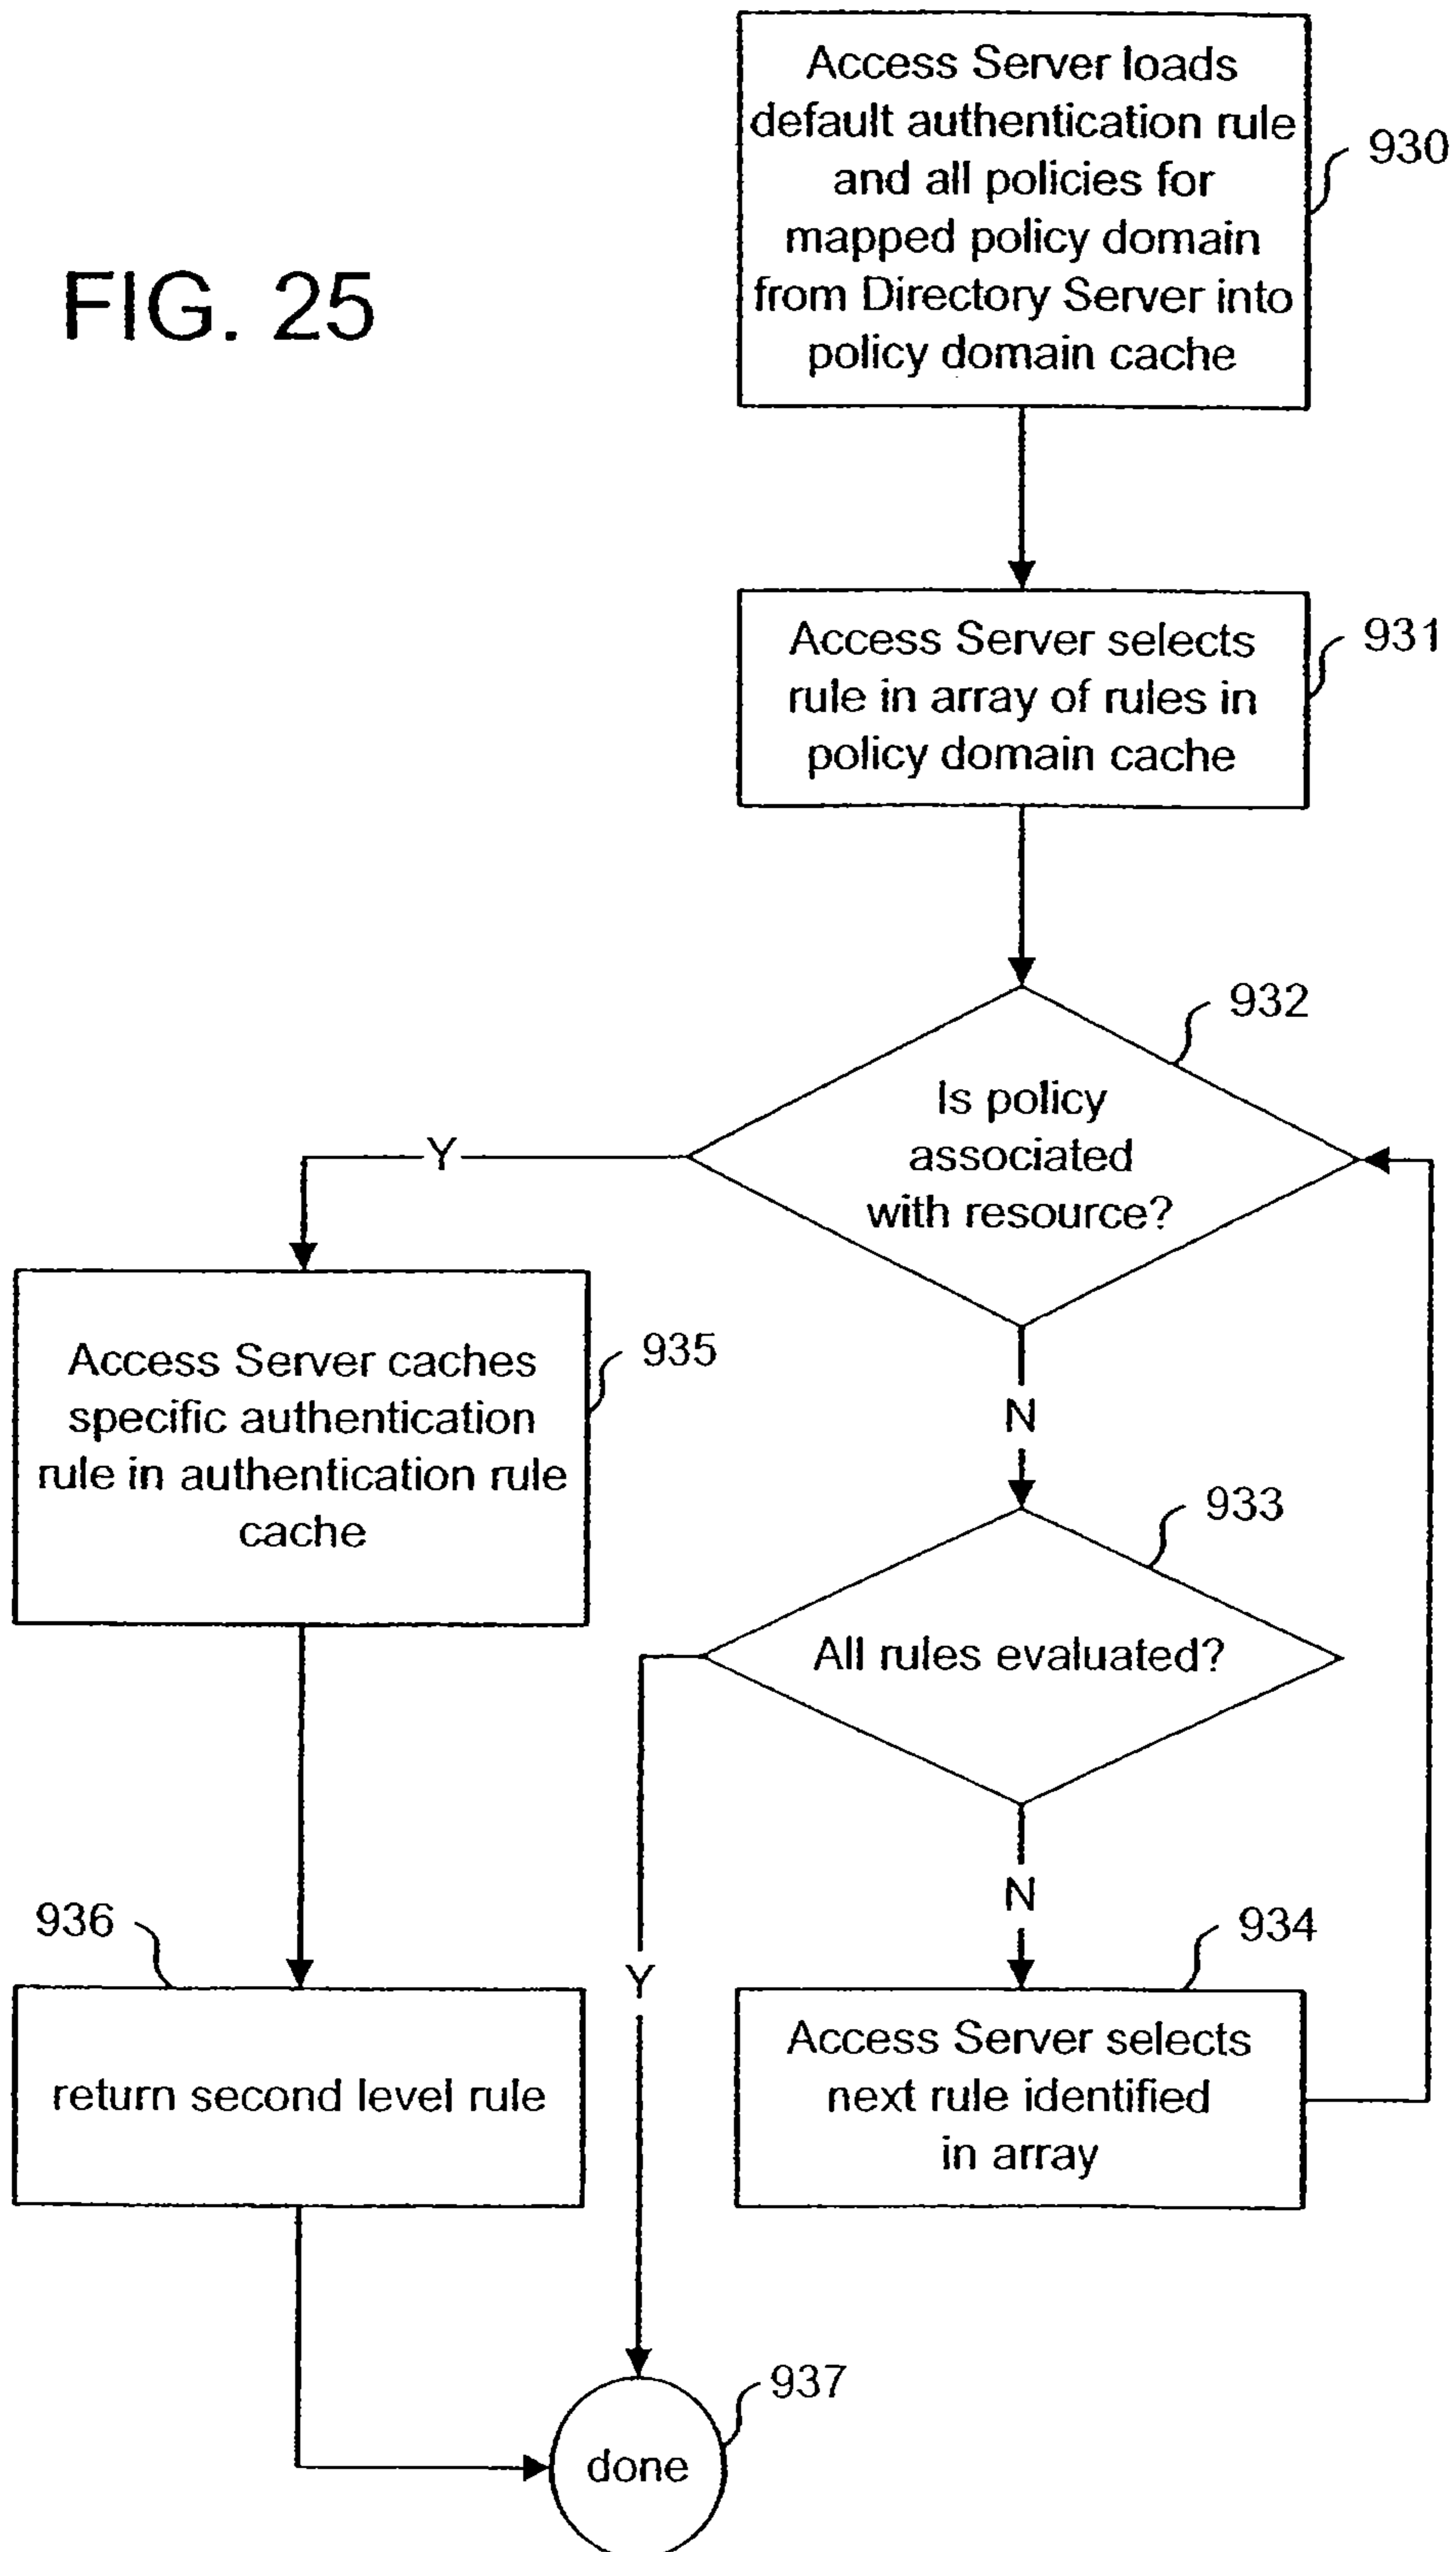 FIG. 25
Access Server loads
default authentication rule
and all policies for
mapped policy domain
from Directory Server into
policy domain cache
930
Access Server selects
rule in array of rules in
policy domain cache
931
932
Is policy
associated
with resource?
Y
N
Access Server caches
specific authentication
rule in authentication rule
cache
935
933
All rules evaluated?
Y
N
936
return second level rule
934
Access Server selects
next rule identified
in array
937
done